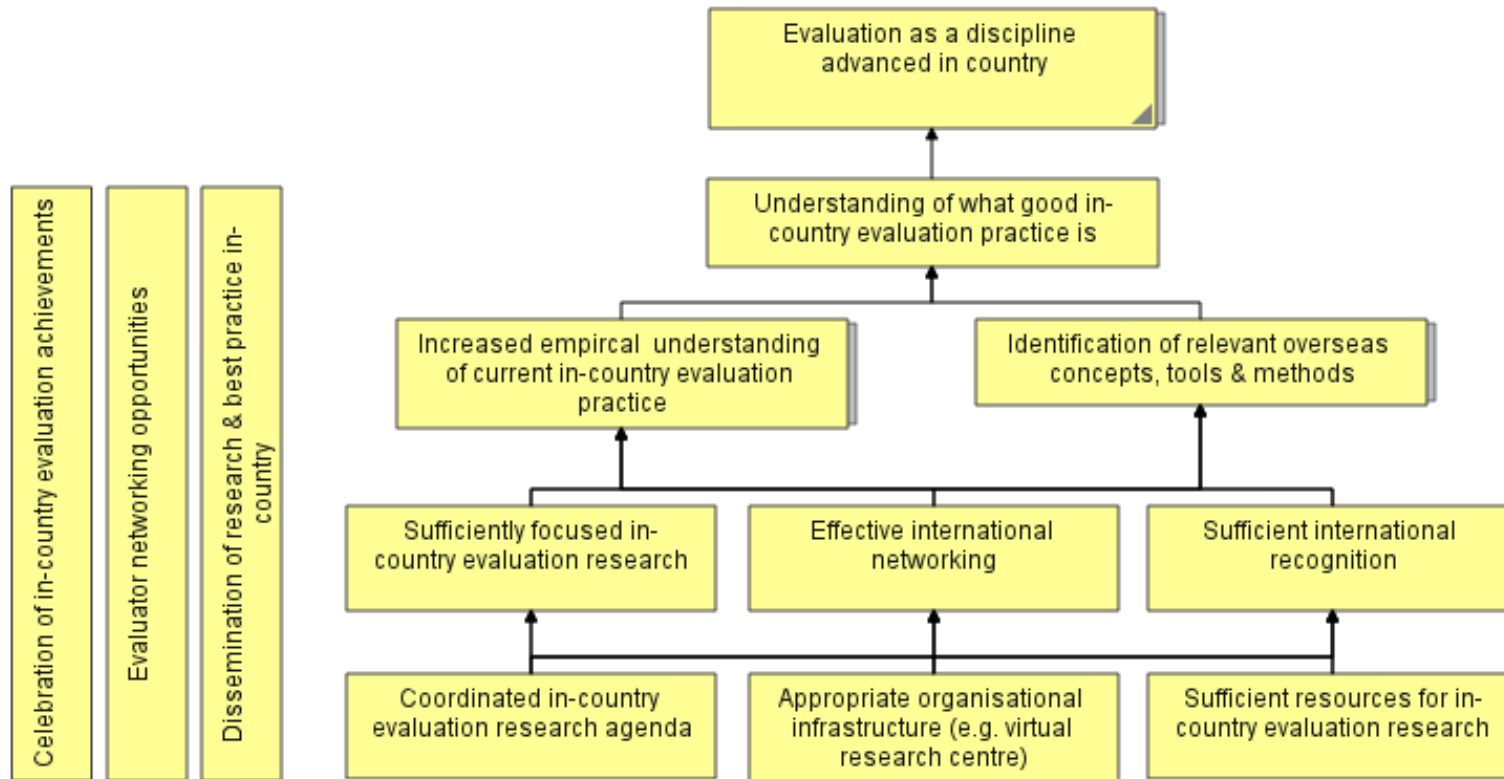 Evaluation as a discipline
advanced in country
Understanding of what good in-
country evaluation practice is
Increased empircal  understanding
of current in-country evaluation
practice
Identification of relevant overseas
concepts, tools & methods
Sufficiently focused in-
country evaluation research
Effective international
networking
Sufficient international
recognition
Coordinated in-country
evaluation research agenda
Appropriate organisational
infrastructure (e.g. virtual
research centre)
Sufficient resources for in-
country evaluation research
Celebration of in-country evaluation achievements
Evaluator networking opportunities
Dissemination of research & best practice in-
country